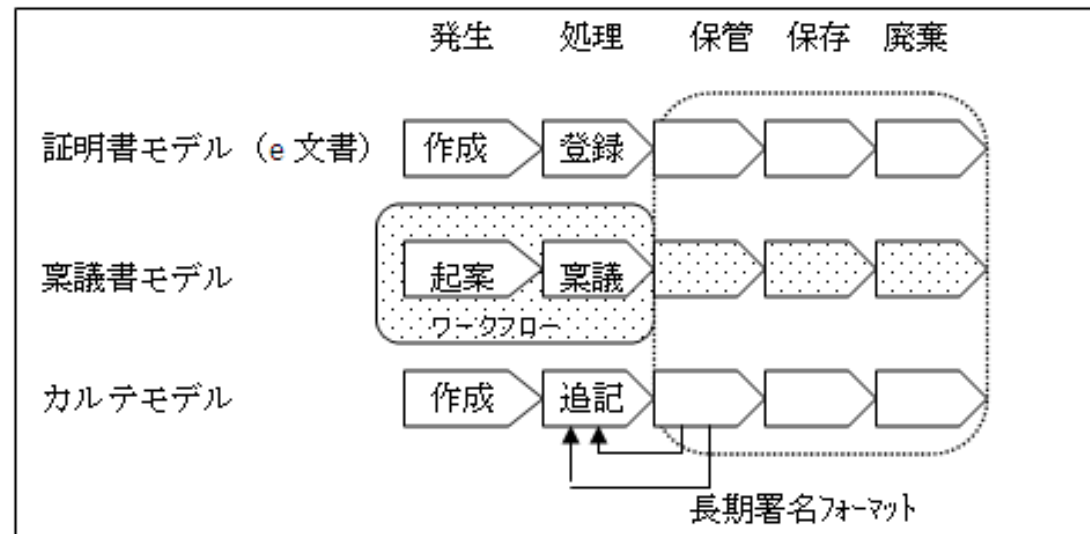 発生 処理 保管 保存 廃棄
証明書モデル（e 文書） 作成 登録
稟議書モデル 起案 稟議
ワークフロー
カルテモデル 作成 追記
長期署名フォーマット